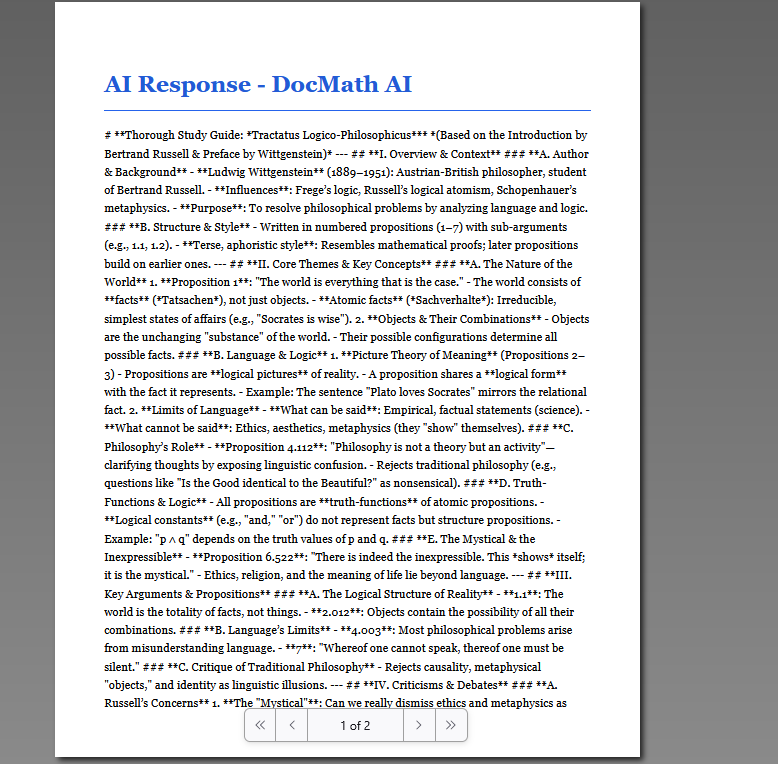 AI Response - DocMath AI
# **Thorough Study Guide: *Tractatus Logico-Philosophicus*** *(Based on the Introduction by
Bertrand Russell & Preface by Wittgenstein)* --- ## **I. Overview & Context** ### **A. Author
& Background** - **Ludwig Wittgenstein** (1889–1951): Austrian-British philosopher, student
of Bertrand Russell. - **Influences**: Frege’s logic, Russell’s logical atomism, Schopenhauer’s
metaphysics. - **Purpose**: To resolve philosophical problems by analyzing language and logic.
### **B. Structure & Style** - Written in numbered propositions (1–7) with sub-arguments
(e.g., 1.1, 1.2). - **Terse, aphoristic style**: Resembles mathematical proofs; later propositions
build on earlier ones. --- ## **II. Core Themes & Key Concepts** ### **A. The Nature of the
World** 1. **Proposition 1**: "The world is everything that is the case." - The world consists of
**facts** (*Tatsachen*), not just objects. - **Atomic facts** (*Sachverhalte*): Irreducible,
simplest states of affairs (e.g., "Socrates is wise"). 2. **Objects & Their Combinations** - Objects
are the unchanging "substance" of the world. - Their possible configurations determine all
possible facts. ### **B. Language & Logic** 1. **Picture Theory of Meaning** (Propositions 2–
3) - Propositions are **logical pictures** of reality. - A proposition shares a **logical form**
with the fact it represents. - Example: The sentence "Plato loves Socrates" mirrors the relational
fact. 2. **Limits of Language** - **What can be said**: Empirical, factual statements (science). -
**What cannot be said**: Ethics, aesthetics, metaphysics (they "show" themselves). ### **C.
Philosophy’s Role** - **Proposition 4.112**: "Philosophy is not a theory but an activity"—
clarifying thoughts by exposing linguistic confusion. - Rejects traditional philosophy (e.g.,
questions like "Is the Good identical to the Beautiful?" as nonsensical). ### **D. Truth-
Functions & Logic** - All propositions are **truth-functions** of atomic propositions. -
**Logical constants** (e.g., "and," "or") do not represent facts but structure propositions. -
Example: "p ∧ q" depends on the truth values of p and q. ### **E. The Mystical & the
Inexpressible** - **Proposition 6.522**: "There is indeed the inexpressible. This *shows* itself;
it is the mystical." - Ethics, religion, and the meaning of life lie beyond language. --- ## **III.
Key Arguments & Propositions** ### **A. The Logical Structure of Reality** - **1.1**: The
world is the totality of facts, not things. - **2.012**: Objects contain the possibility of all their
combinations. ### **B. Language’s Limits** - **4.003**: Most philosophical problems arise
from misunderstanding language. - **7**: "Whereof one cannot speak, thereof one must be
silent." ### **C. Critique of Traditional Philosophy** - Rejects causality, metaphysical
"objects," and identity as linguistic illusions. --- ## **IV. Criticisms & Debates** ### **A.
Russell’s Concerns** 1. **The "Mystical"**: Can we really dismiss ethics and metaphysics as
1 of 2